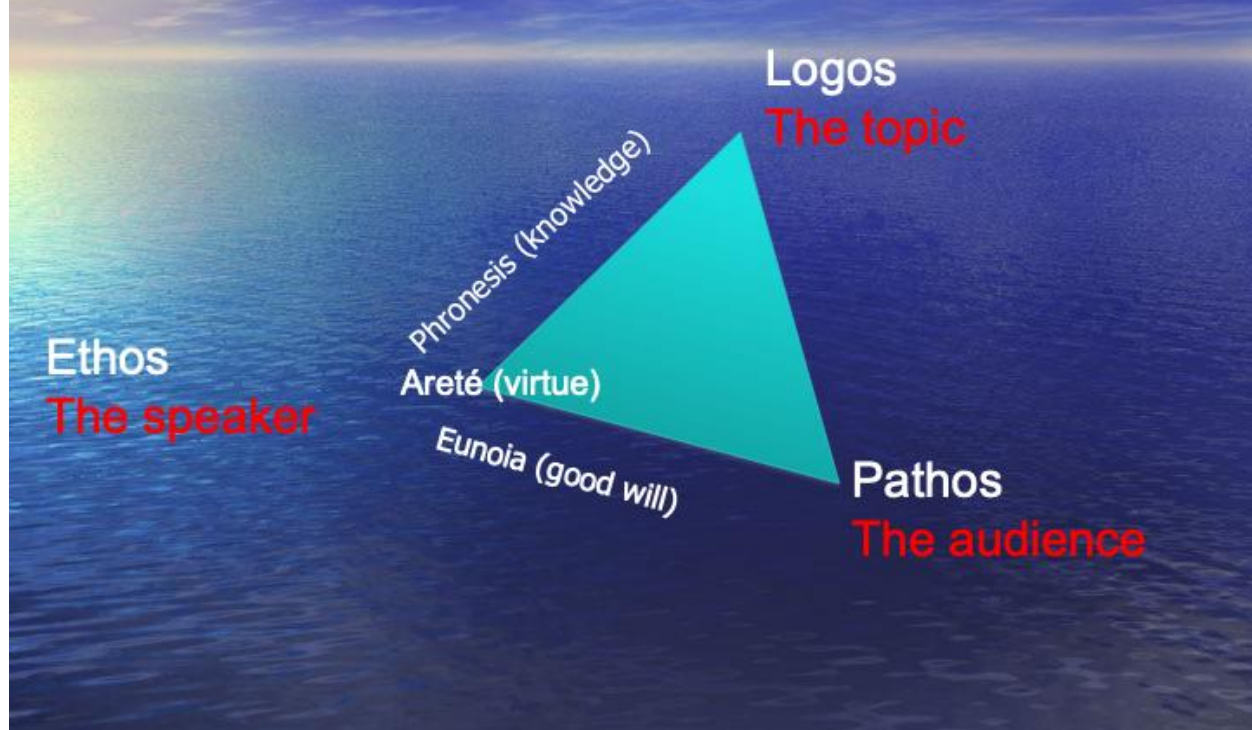 Logos
The topic
Phronesis (knowledge)
Ethos
The speaker
Areté (virtue)
Eunoia (good will)
Pathos
The audience